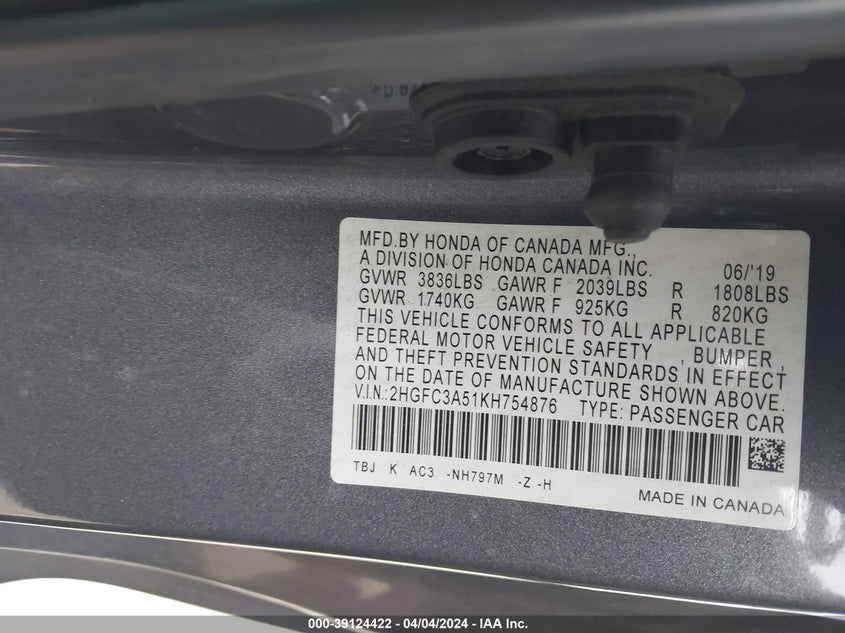 MFD.BY HONDA OF CANADA MFG.,
A DIVISION OF HONDA CANADA INC. 06/'19
GVWR 3836LBS GAWR F 2039LBS R 1808LBS
GVWR 1740KG GAWR F 925KG R 820KG
THIS VEHICLE CONFORMS TO ALL APPLICABLE
FEDERAL MOTOR VEHICLE SAFETY , BUMPER ,
AND THEFT PREVENTION STANDARDS IN EFFECT
ON THE DATE OF MANUFACTURE SHOWN ABOVE.
V.I.N.:2HGFC3A51KH754876 TYPE: PASSENGER CAR
TBJ K AC3 -NH797M -Z -H
MADE IN CANADA
000-39124422 - 04/04/2024 - IAA Inc.